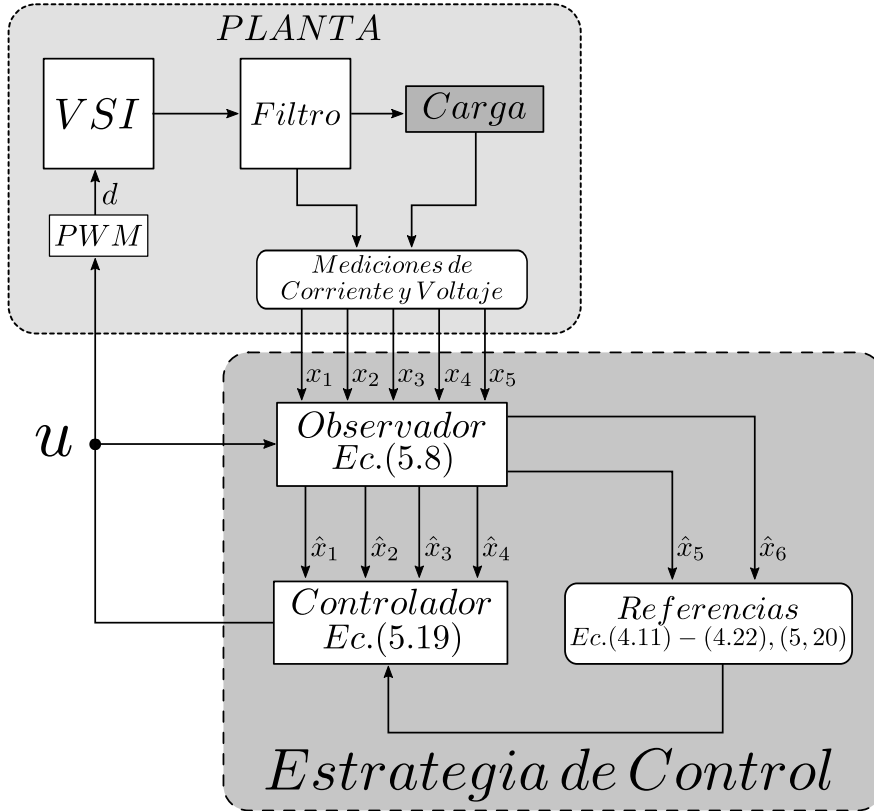 PLANTA
VSI
Filtro
Carga
d
PWM
Mediciones de
Corriente y Voltaje
x₁ x₂ x₃ x₄ x₅
u
Observador
Ec.(5.8)
x̂₁ x̂₂ x̂₃ x̂₄ x̂₅ x̂₆
Controlador
Ec.(5.19)
Referencias
Ec.(4.11) − (4.22), (5, 20)
Estrategia de Control